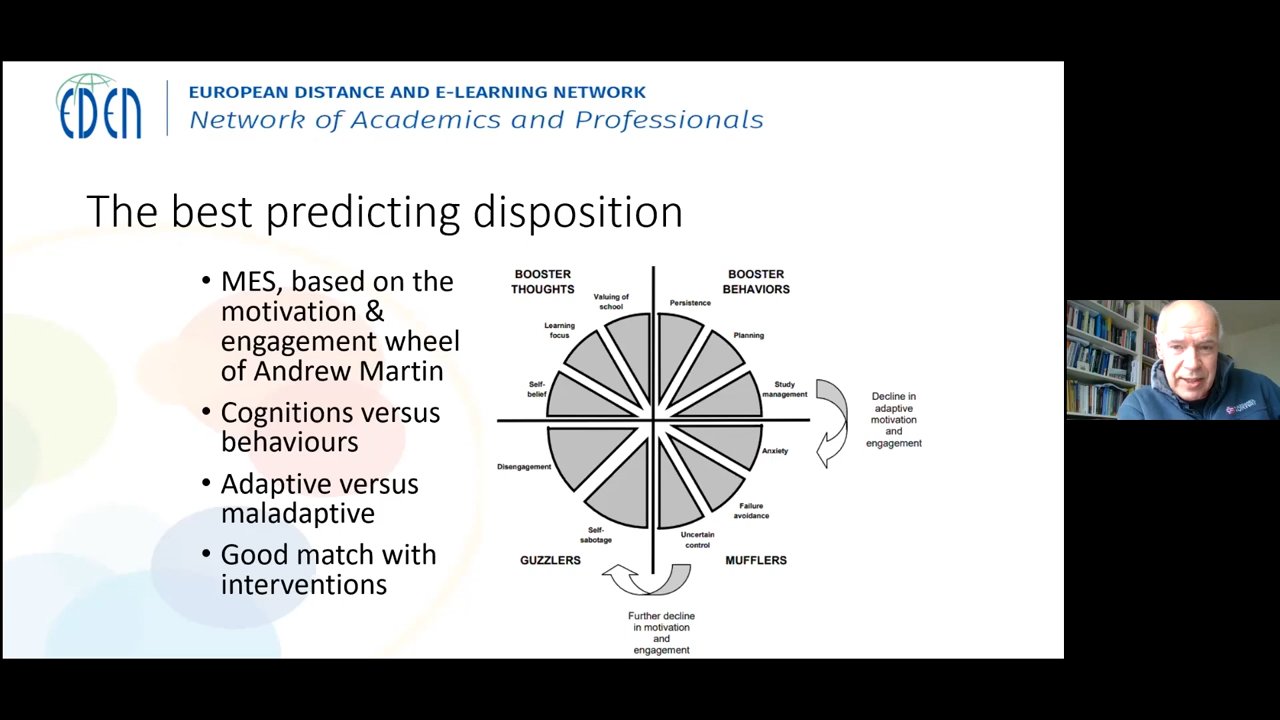 EDEN
EUROPEAN DISTANCE AND E-LEARNING NETWORK
Network of Academics and Professionals
The best predicting disposition
• MES, based on the
motivation &
engagement wheel
of Andrew Martin
• Cognitions versus
behaviours
• Adaptive versus
maladaptive
• Good match with
interventions
BOOSTER
THOUGHTS
BOOSTER
BEHAVIORS
Valuing of
school
Persistence
Learning
focus
Planning
Self-
belief
Study
management
Decline in
adaptive
motivation
and
engagement
Disengagement
Anxiety
Self-
sabotage
Failure
avoidance
Uncertain
control
GUZZLERS
MUFFLERS
Further decline
in motivation
and
engagement